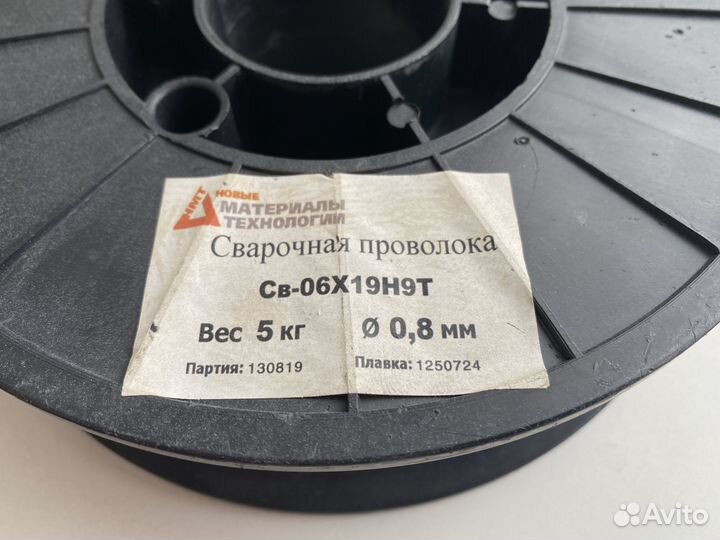 НМТ
НОВЫЕ
МАТЕРИАЛЫ
ТЕХНОЛОГИИ
Сварочная проволока
Св-06Х19Н9Т
Вес 5 кг Ø 0,8 мм
Партия: 130819 Плавка: 1250724
Avito